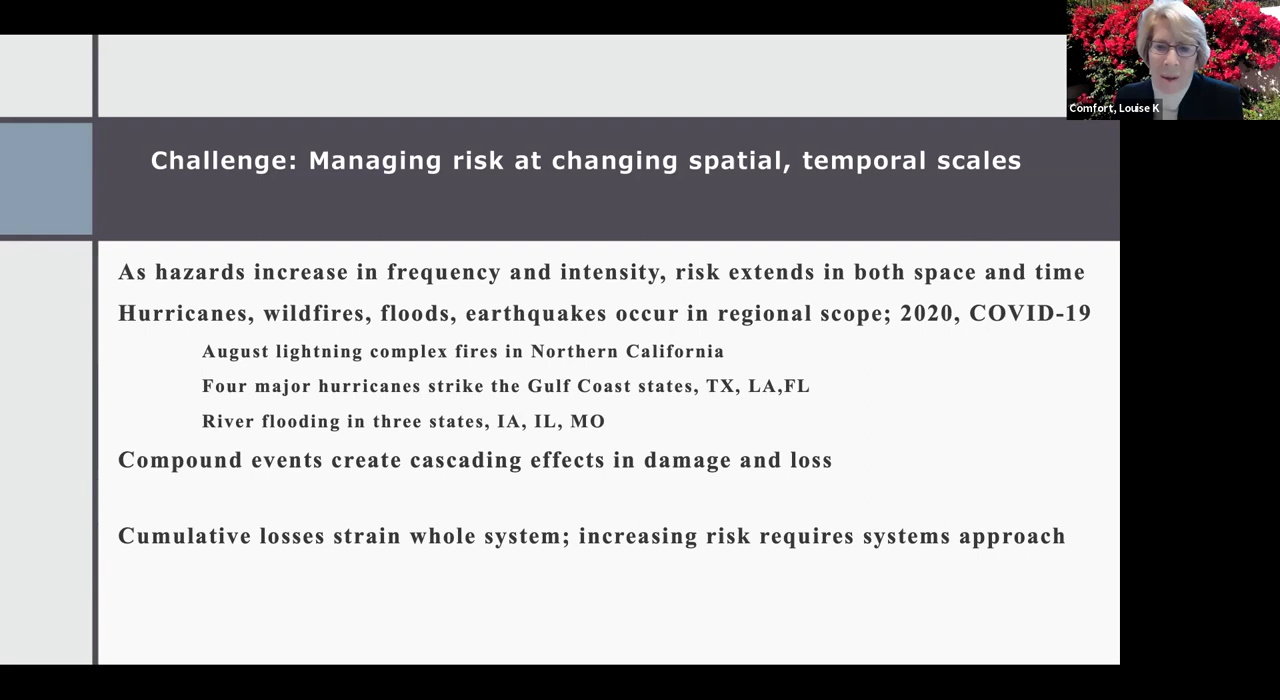 Comfort, Louise K
Challenge: Managing risk at changing spatial, temporal scales
As hazards increase in frequency and intensity, risk extends in both space and time
Hurricanes, wildfires, floods, earthquakes occur in regional scope; 2020, COVID-19
August lightning complex fires in Northern California
Four major hurricanes strike the Gulf Coast states, TX, LA,FL
River flooding in three states, IA, IL, MO
Compound events create cascading effects in damage and loss
Cumulative losses strain whole system; increasing risk requires systems approach